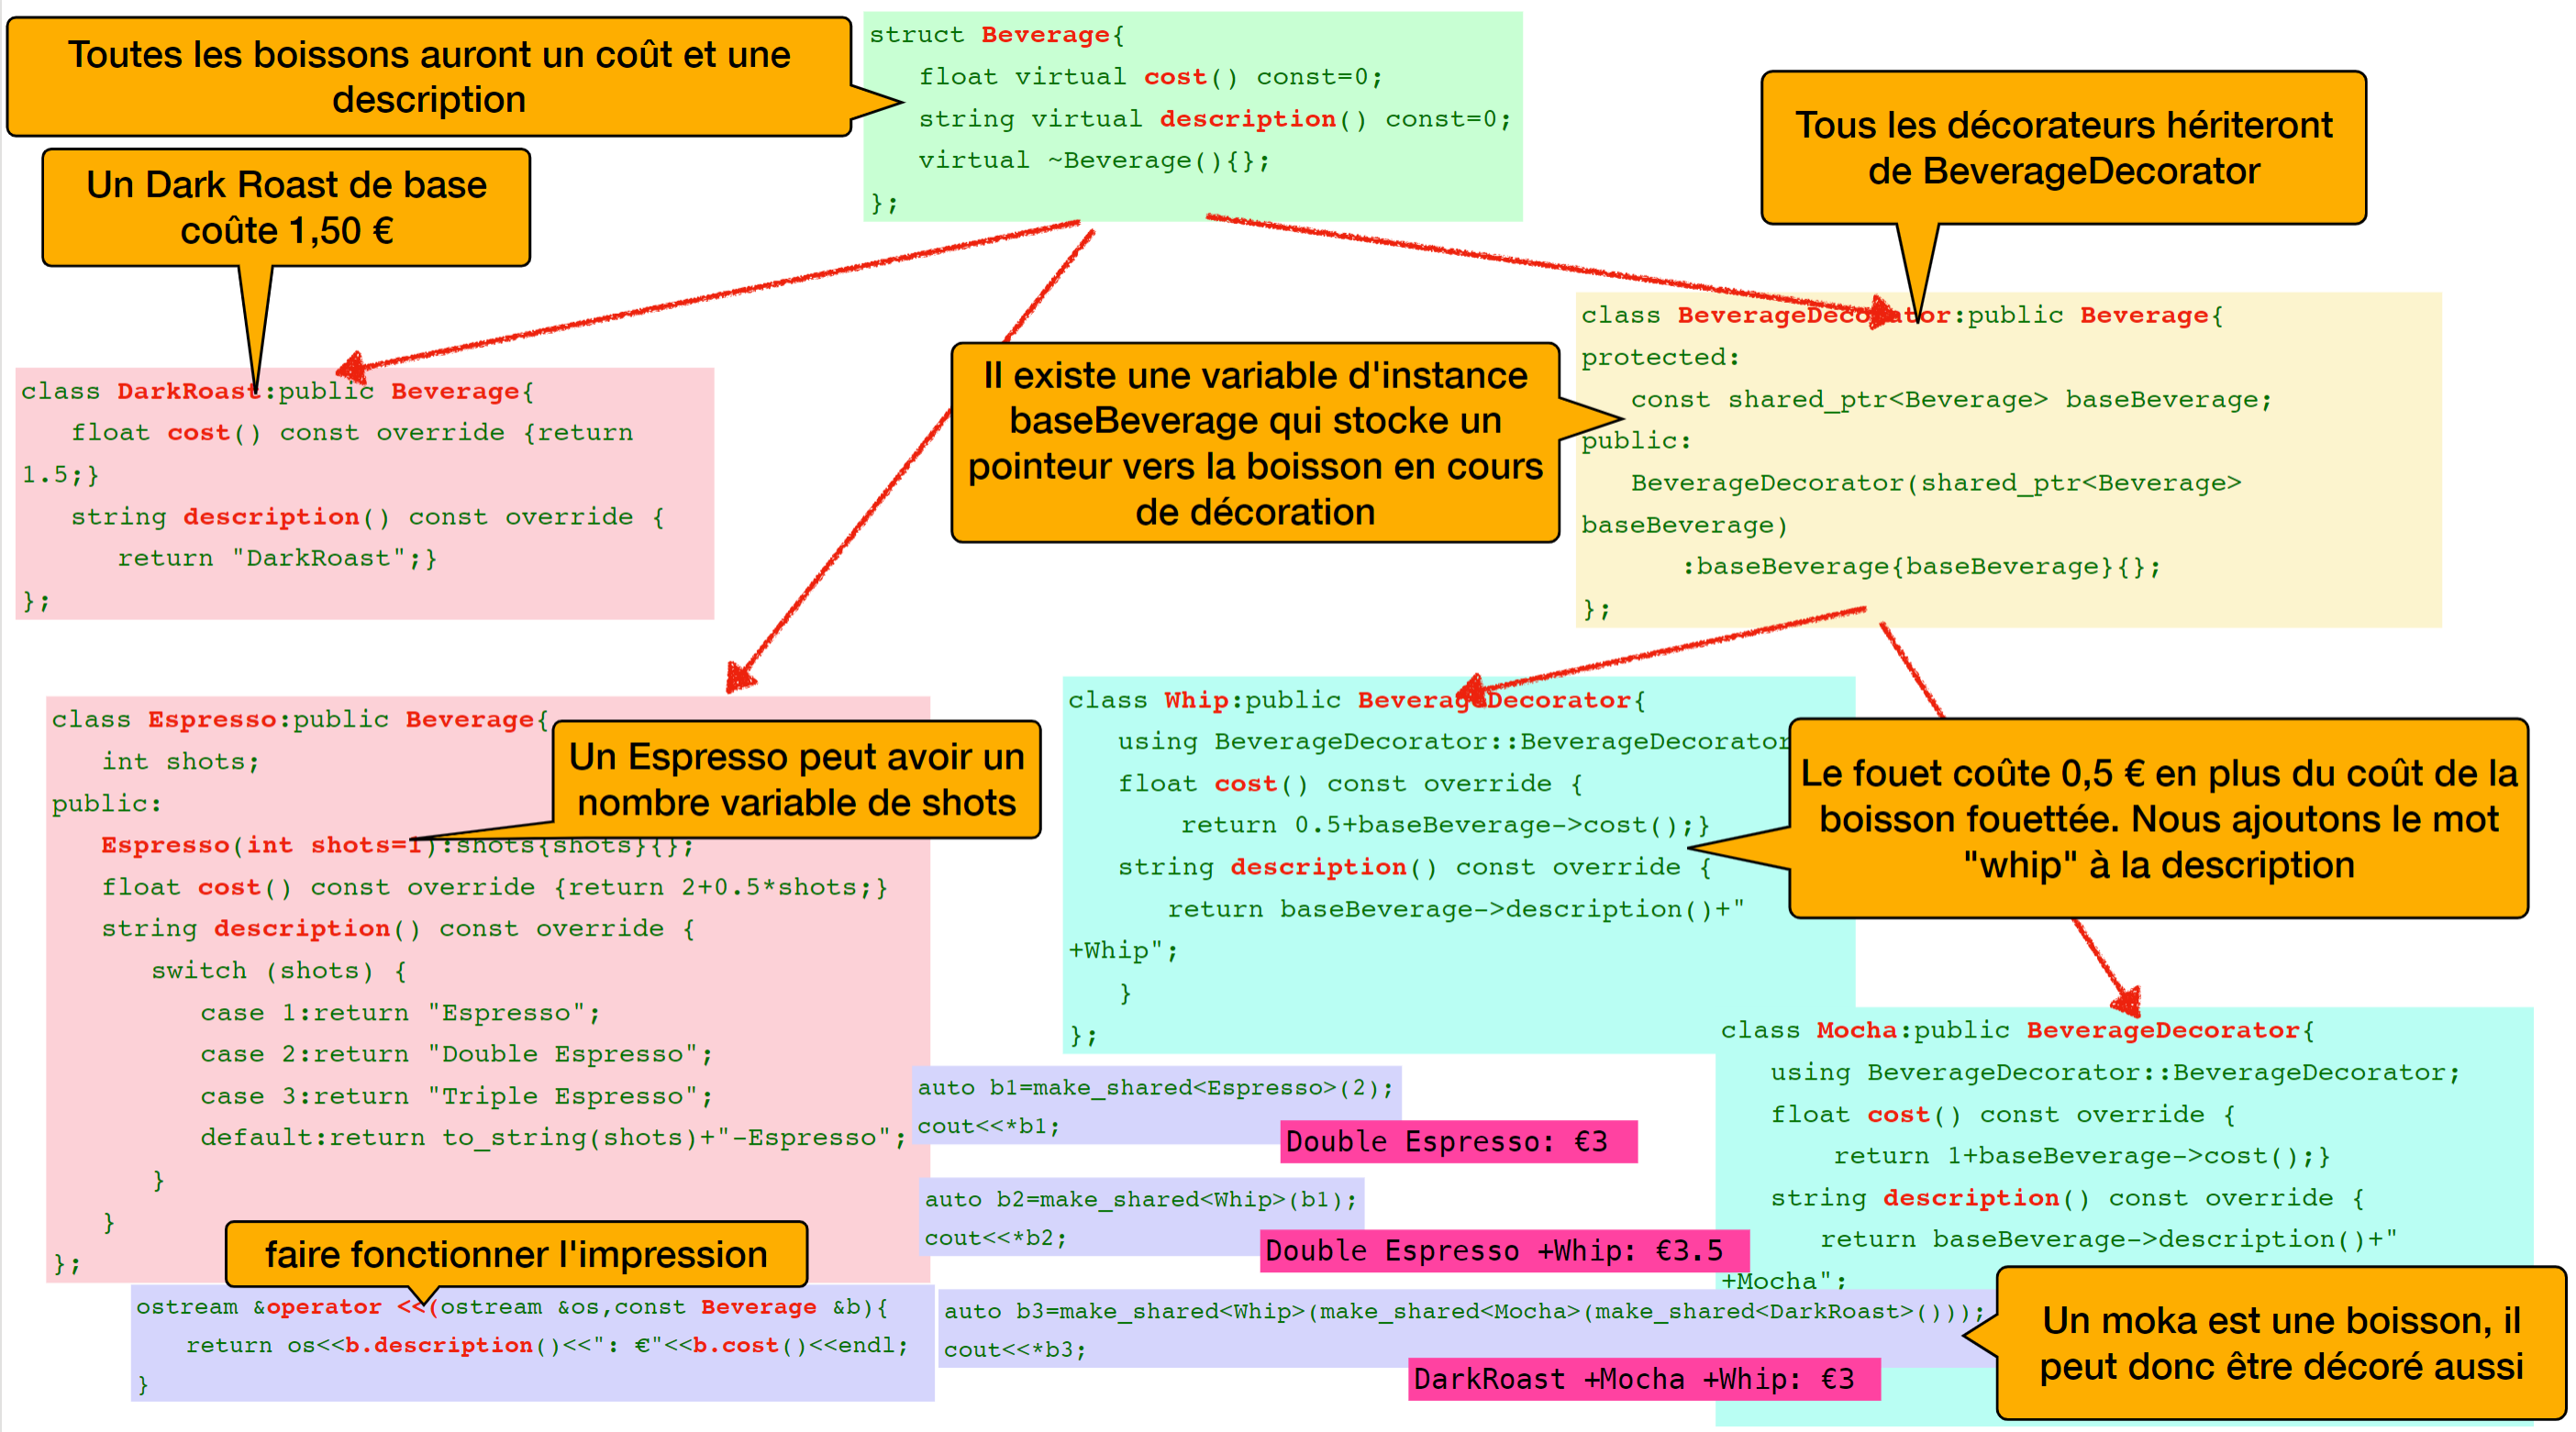 Toutes les boissons auront un coût et une
description
struct Beverage{
float virtual cost() const=0;
string virtual description() const=0;
virtual ~Beverage(){};
};
Tous les décorateurs hériteront
de BeverageDecorator
Un Dark Roast de base
coûte 1,50 €
class DarkRoast:public Beverage{
float cost() const override {return
1.5;}
string description() const override {
return "DarkRoast";}
};
Il existe une variable d'instance
baseBeverage qui stocke un
pointeur vers la boisson en cours
de décoration
class BeverageDecorator:public Beverage{
protected:
const shared_ptr<Beverage> baseBeverage;
public:
BeverageDecorator(shared_ptr<Beverage>
baseBeverage)
:baseBeverage{baseBeverage}{};
};
class Espresso:public Beverage{
int shots;
public:
Espresso(int shots=1):shots{shots}{};
float cost() const override {return 2+0.5*shots;}
string description() const override {
switch (shots) {
case 1:return "Espresso";
case 2:return "Double Espresso";
case 3:return "Triple Espresso";
default:return to_string(shots)+"-Espresso";
}
}
};
Un Espresso peut avoir un
nombre variable de shots
class Whip:public BeverageDecorator{
using BeverageDecorator::BeverageDecorator
float cost() const override {
return 0.5+baseBeverage->cost();}
string description() const override {
return baseBeverage->description()+"
+Whip";
}
};
Le fouet coûte 0,5 € en plus du coût de la
boisson fouettée. Nous ajoutons le mot
"whip" à la description
class Mocha:public BeverageDecorator{
using BeverageDecorator::BeverageDecorator;
float cost() const override {
return 1+baseBeverage->cost();}
string description() const override {
return baseBeverage->description()+"
+Mocha";
auto b1=make_shared<Espresso>(2);
cout<<*b1;
Double Espresso: €3
auto b2=make_shared<Whip>(b1);
cout<<*b2;
Double Espresso +Whip: €3.5
faire fonctionner l'impression
ostream &operator <<(ostream &os,const Beverage &b){
return os<<b.description()<<": €"<<b.cost()<<endl;
}
auto b3=make_shared<Whip>(make_shared<Mocha>(make_shared<DarkRoast>()));
cout<<*b3;
DarkRoast +Mocha +Whip: €3
Un moka est une boisson, il
peut donc être décoré aussi